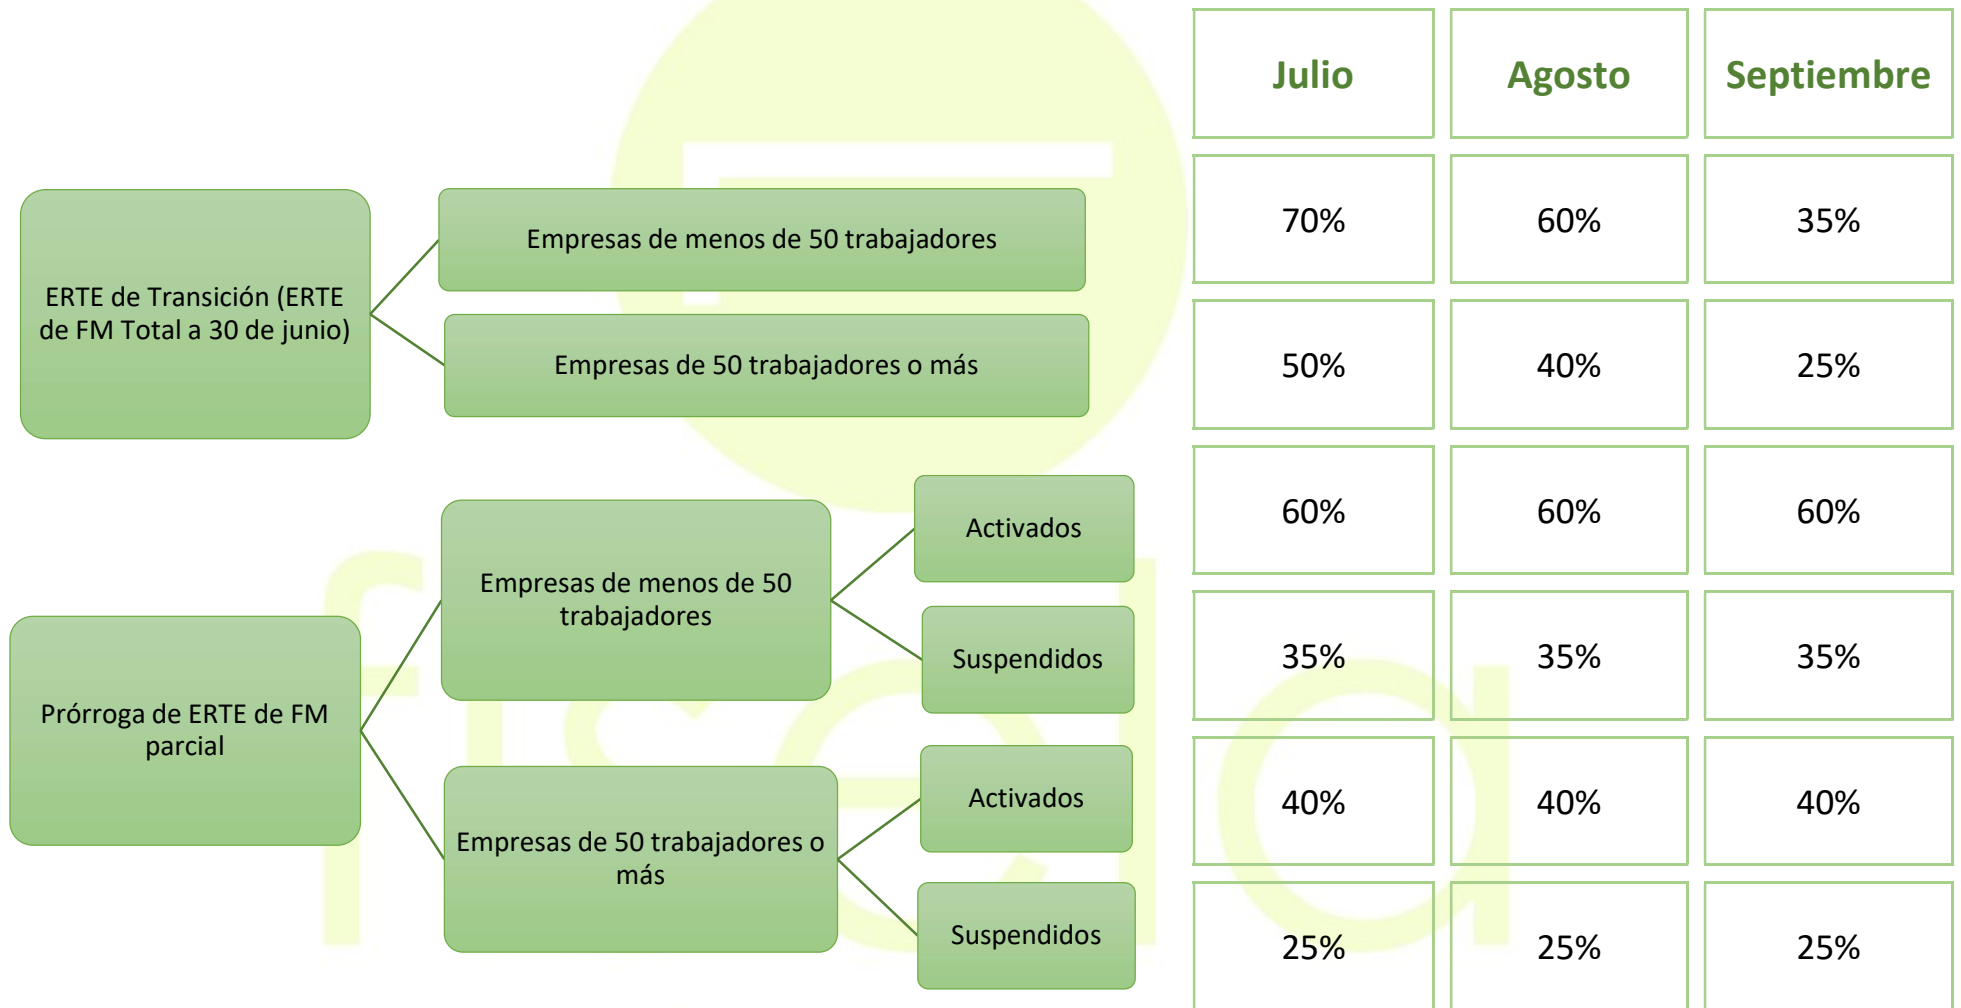 Julio
Agosto
Septiembre
ERTE de Transición (ERTE
de FM Total a 30 de junio)
Empresas de menos de 50 trabajadores
70%
60%
35%
Empresas de 50 trabajadores o más
50%
40%
25%
Prórroga de ERTE de FM
parcial
Empresas de menos de 50
trabajadores
Activados
60%
60%
60%
Suspendidos
35%
35%
35%
Empresas de 50 trabajadores o
más
Activados
40%
40%
40%
Suspendidos
25%
25%
25%